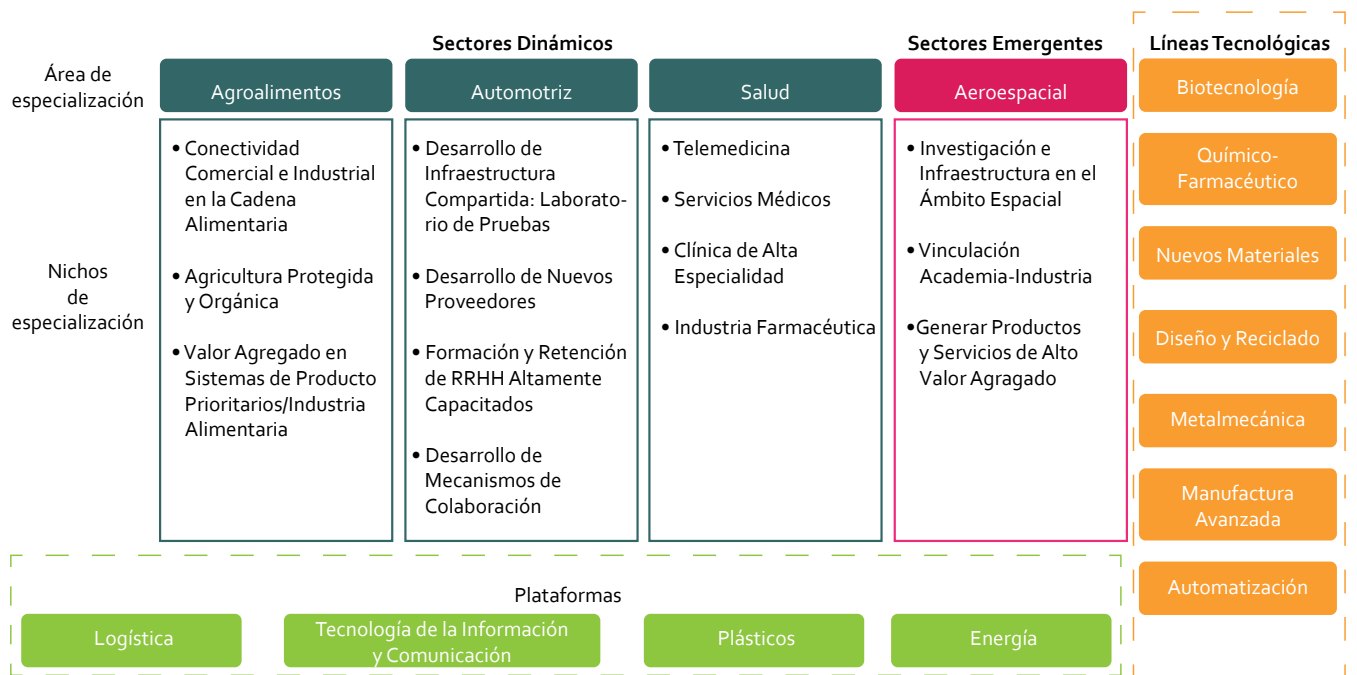 Sectores Dinámicos
Sectores Emergentes
Líneas Tecnológicas
Área de
especialización
Agroalimentos
Automotriz
Salud
Aeroespacial
Nichos
de
especialización
• Conectividad
Comercial e Industrial
en la Cadena
Alimentaria
• Agricultura Protegida
y Orgánica
• Valor Agregado en
Sistemas de Producto
Prioritarios/Industria
Alimentaria
• Desarrollo de
Infraestructura
Compartida: Laborato-
rio de Pruebas
• Desarrollo de Nuevos
Proveedores
• Formación y Retención
de RRHH Altamente
Capacitados
• Desarrollo de
Mecanismos de
Colaboración
• Telemedicina
• Servicios Médicos
• Clínica de Alta
Especialidad
• Industria Farmacéutica
• Investigación e
Infraestructura en el
Ámbito Espacial
• Vinculación
Academia-Industria
•Generar Productos
y Servicios de Alto
Valor Agragado
Biotecnología
Químico-
Farmacéutico
Nuevos Materiales
Diseño y Reciclado
Metalmecánica
Manufactura
Avanzada
Automatización
Plataformas
Logística
Tecnología de la Información
y Comunicación
Plásticos
Energía